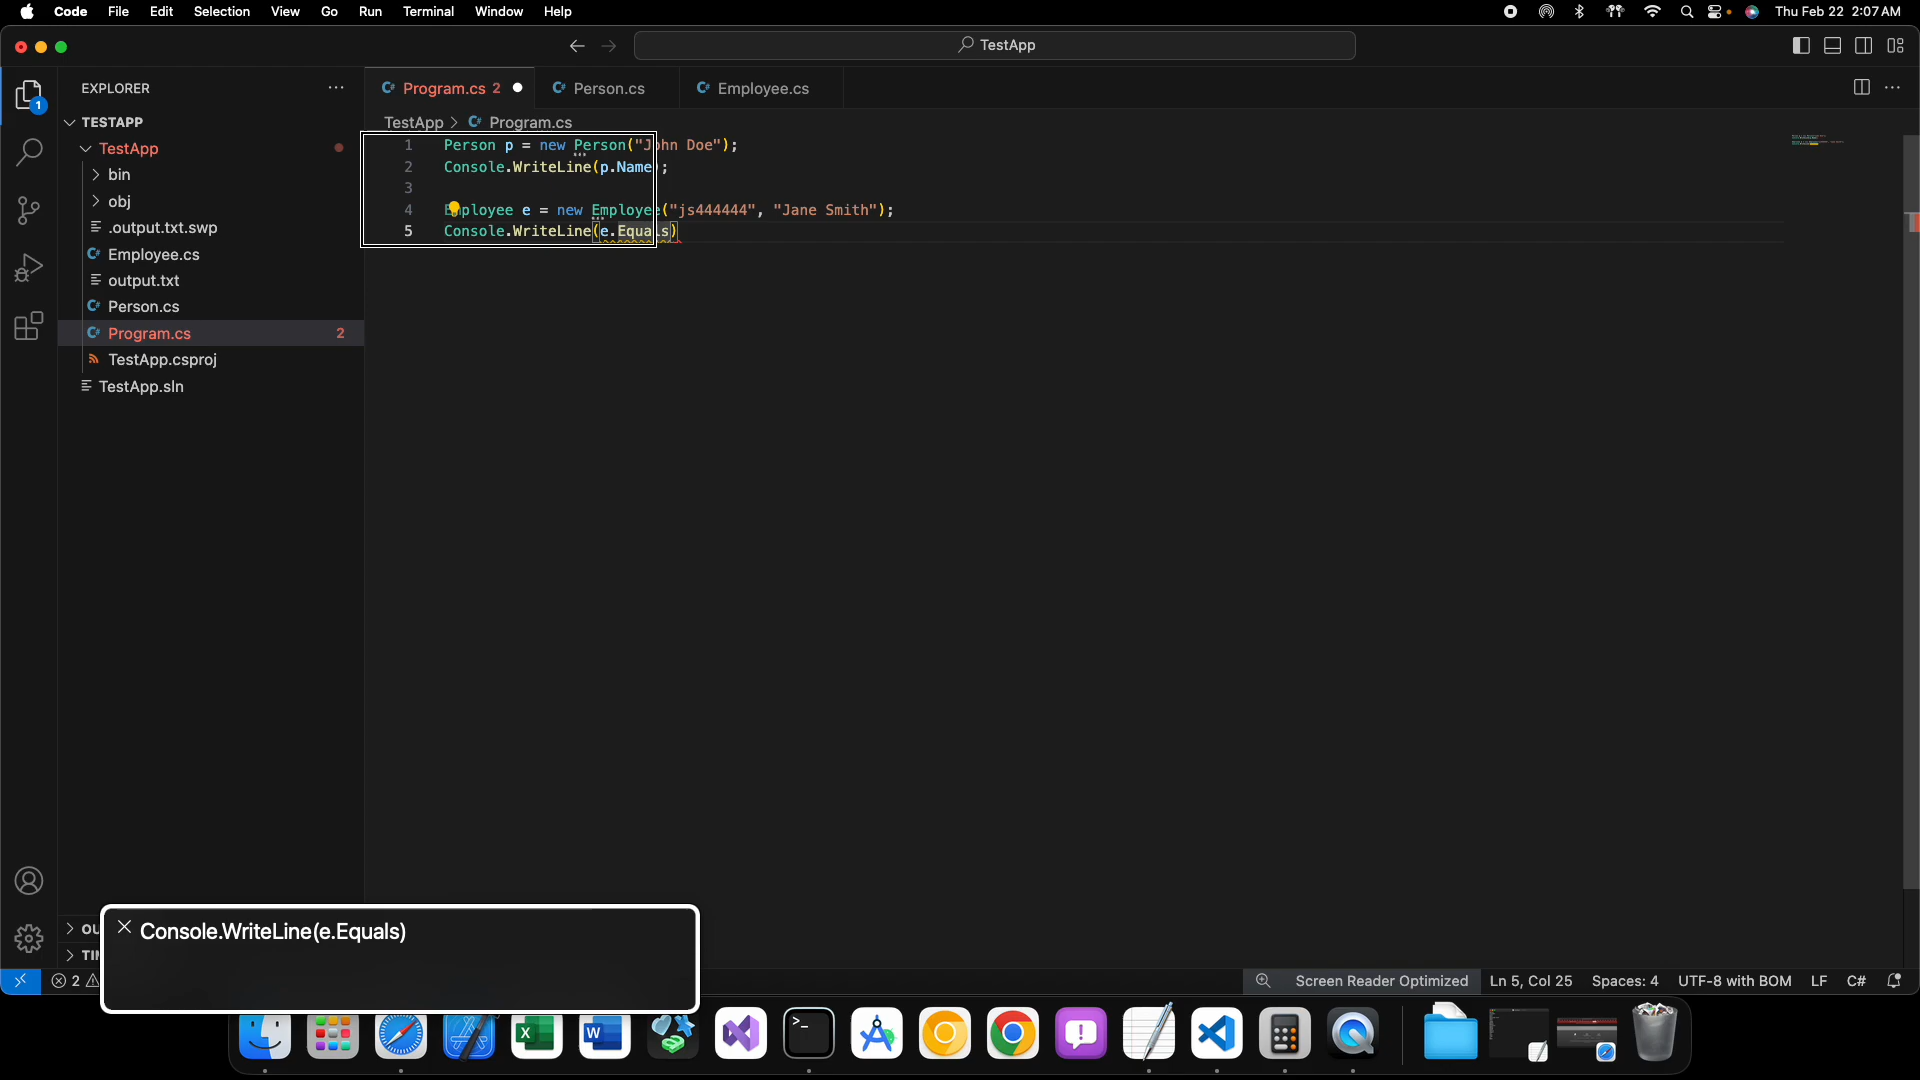 Code File Edit Selection View Go Run Terminal Window Help Thu Feb 22 2:07 AM
TestApp
EXPLORER
TESTAPP
TestApp
bin
obj
.output.txt.swp
Employee.cs
output.txt
Person.cs
Program.cs 2
TestApp.csproj
TestApp.sln
1
Program.cs 2
Person.cs
Employee.cs
TestApp > Program.cs
1 Person p = new Person("John Doe");
2 Console.WriteLine(p.Name);
3
4 Employee e = new Employee("js444444", "Jane Smith");
5 Console.WriteLine(e.Equals)
OU
TI
Console.WriteLine(e.Equals)
2
Screen Reader Optimized Ln 5, Col 25 Spaces: 4 UTF-8 with BOM LF C#